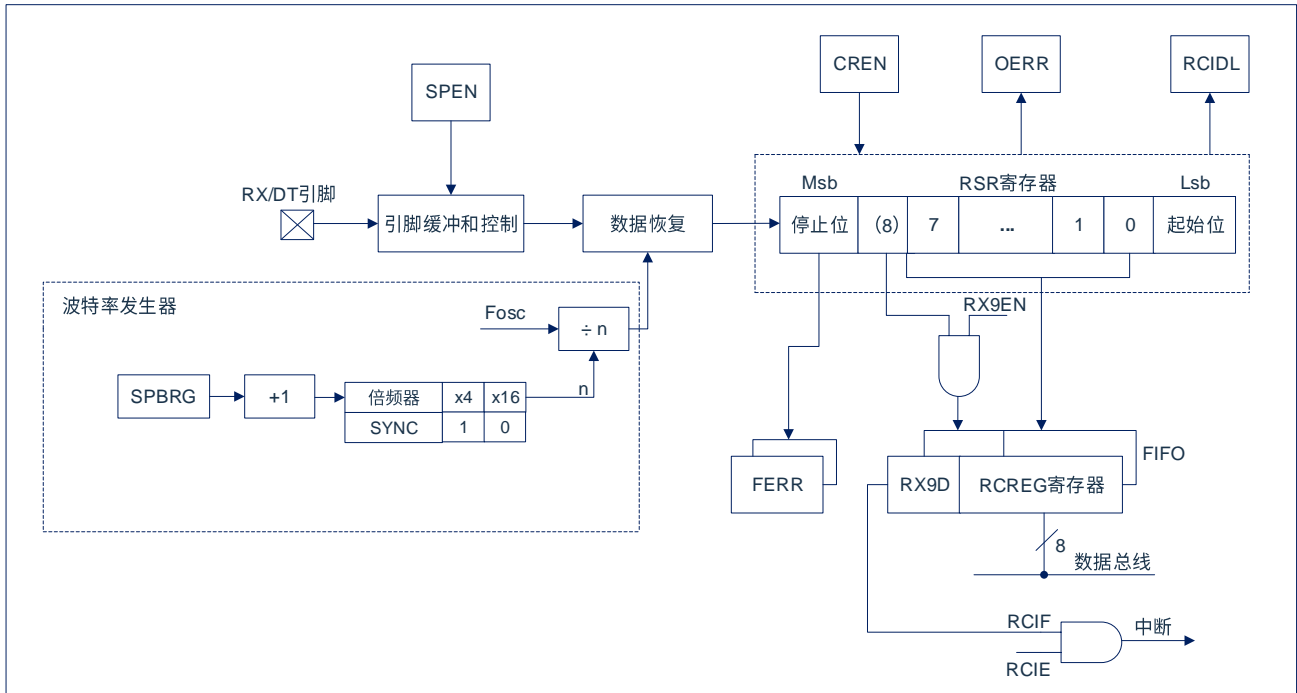 CREN
OERR
RCIDL
SPEN
Msb
RSR寄存器
Lsb
RX/DT引脚
引脚缓冲和控制
数据恢复
停止位
(8)
7
...
1
0
起始位
波特率发生器
Fosc
÷ n
RX9EN
SPBRG
+1
倍频器
x4
x16
n
SYNC
1
0
FERR
RX9D
RCREG寄存器
FIFO
8
数据总线
RCIF
中断
RCIE